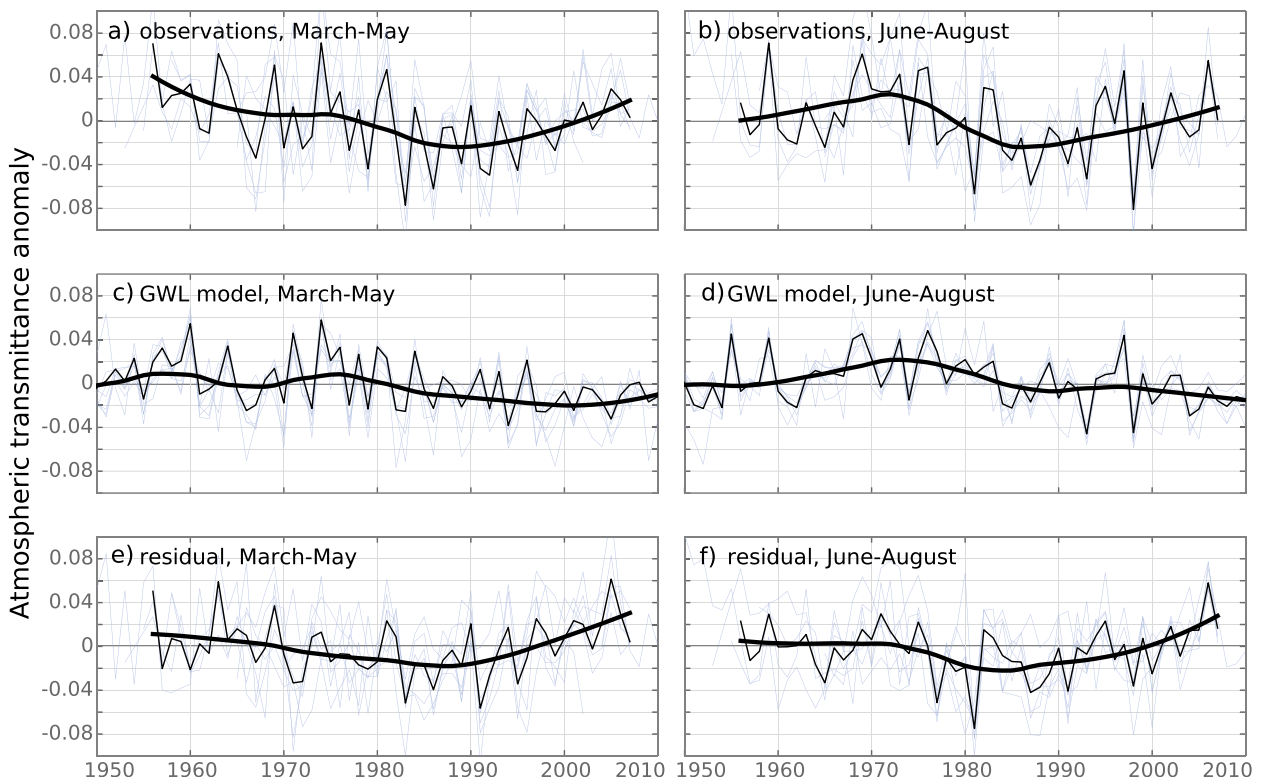 Atmospheric transmittance anomaly
a) observations, March-May
b) observations, June-August
0.08
0.04
0
-0.04
-0.08
c) GWL model, March-May
d) GWL model, June-August
0.08
0.04
0
-0.04
-0.08
e) residual, March-May
f) residual, June-August
0.08
0.04
0
-0.04
-0.08
1950 1960 1970 1980 1990 2000 2010 1950 1960 1970 1980 1990 2000 2010